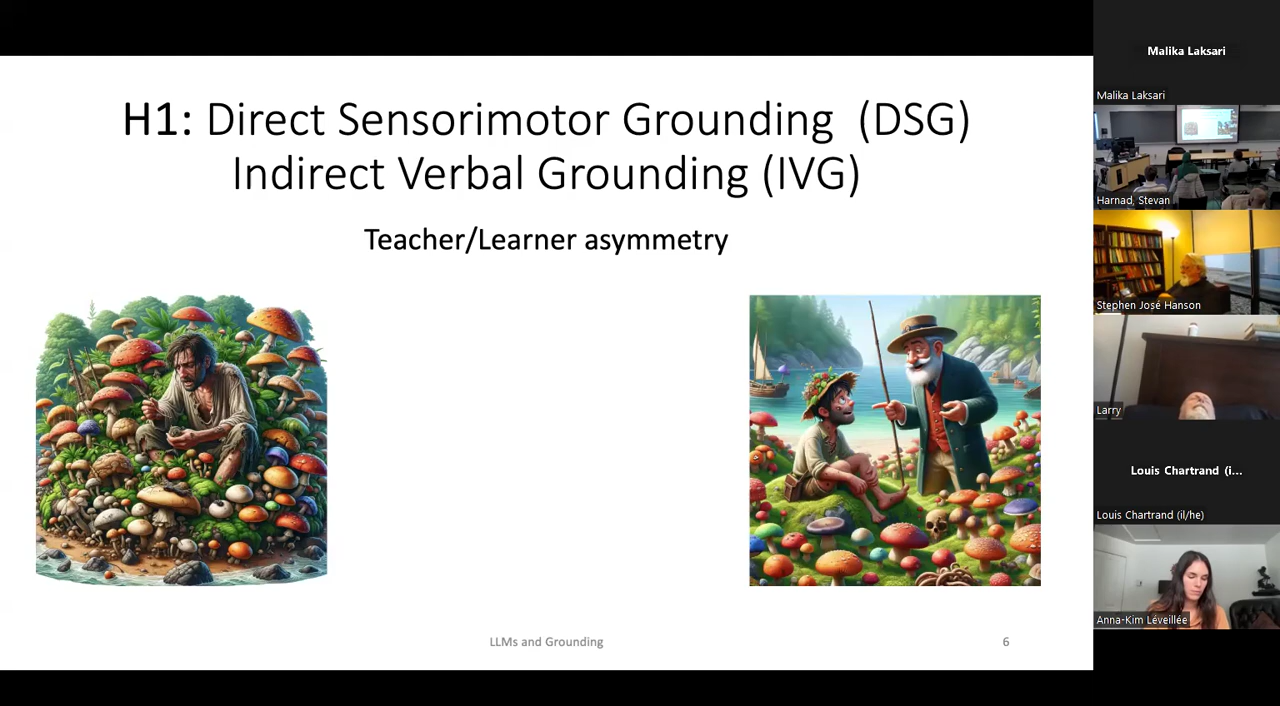 H1: Direct Sensorimotor Grounding (DSG)
Indirect Verbal Grounding (IVG)
Teacher/Learner asymmetry
LLMs and Grounding
6
Malika Laksari
Malika Laksari
Harnad, Stevan
Stephen José Hanson
Larry
Louis Chartrand (i...
Louis Chartrand (il/he)
Anna-Kim Léveillée